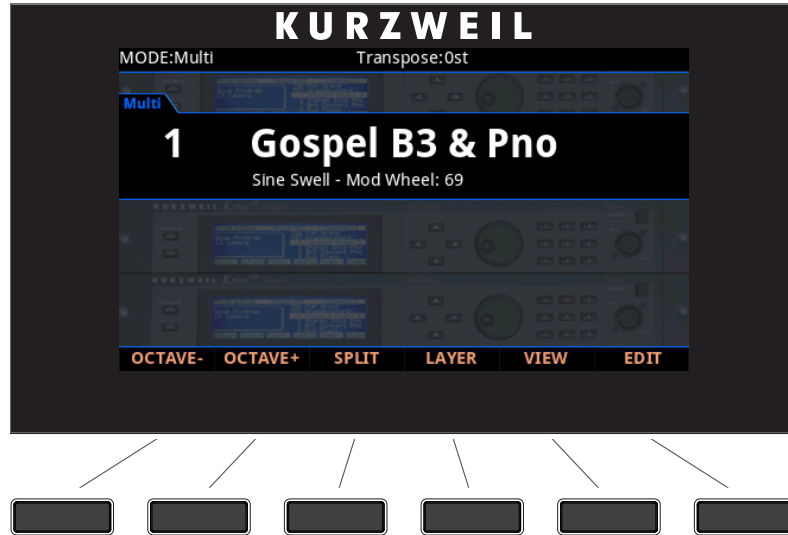 KURZWEIL
MODE:Multi Transpose:0st
Multi
1 Gospel B3 & Pno
Sine Swell - Mod Wheel: 69
OCTAVE- OCTAVE+ SPLIT LAYER VIEW EDIT